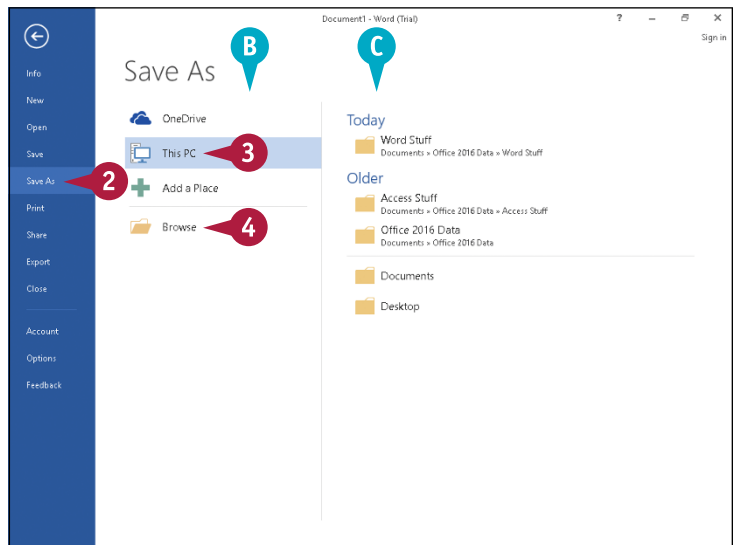 Document1 - Word (Trial)
?
Sign in
Info
New
Open
Save
Save As
Print
Share
Export
Close
Account
Options
Feedback
Save As
B
C
OneDrive
This PC
3
Add a Place
2
Browse
4
Today
Word Stuff
Documents » Office 2016 Data » Word Stuff
Older
Access Stuff
Documents » Office 2016 Data » Access Stuff
Office 2016 Data
Documents » Office 2016 Data
Documents
Desktop